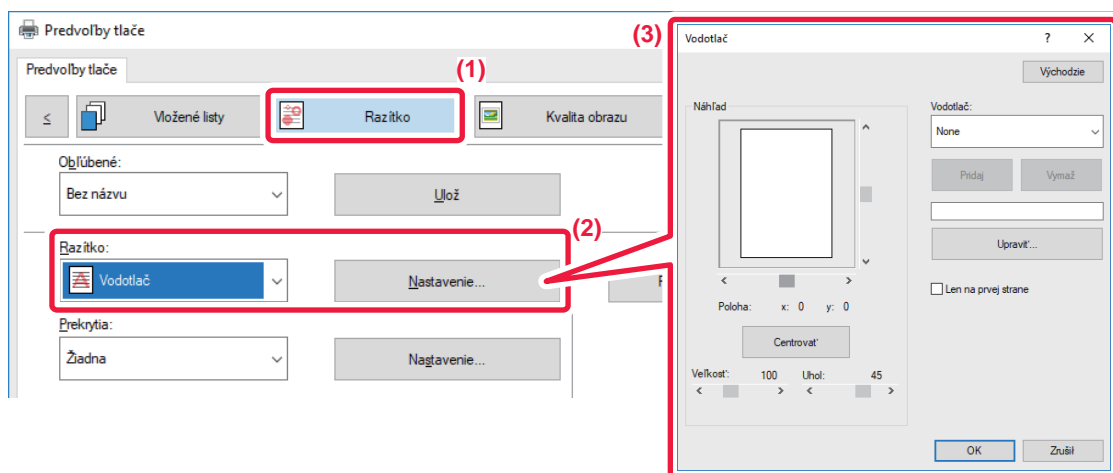 Predvoľby tlače
Predvoľby tlače
(1)
<
Vložené listy
Razítko
Kvalita obrazu
Obľúbené:
Bez názvu
Ulož
(2)
Razítko:
Vodotlač
Nastavenie...
Prekrytia:
Žiadna
Nastavenie...
(3)
Vodotlač
?
Východzie
Náhľad
Vodotlač:
None
Pridaj
Vymaž
Upraviť...
Len na prvej strane
Poloha: x: 0 y: 0
Centrovať
Veľkosť: 100 Uhol: 45
OK
Zrušiť